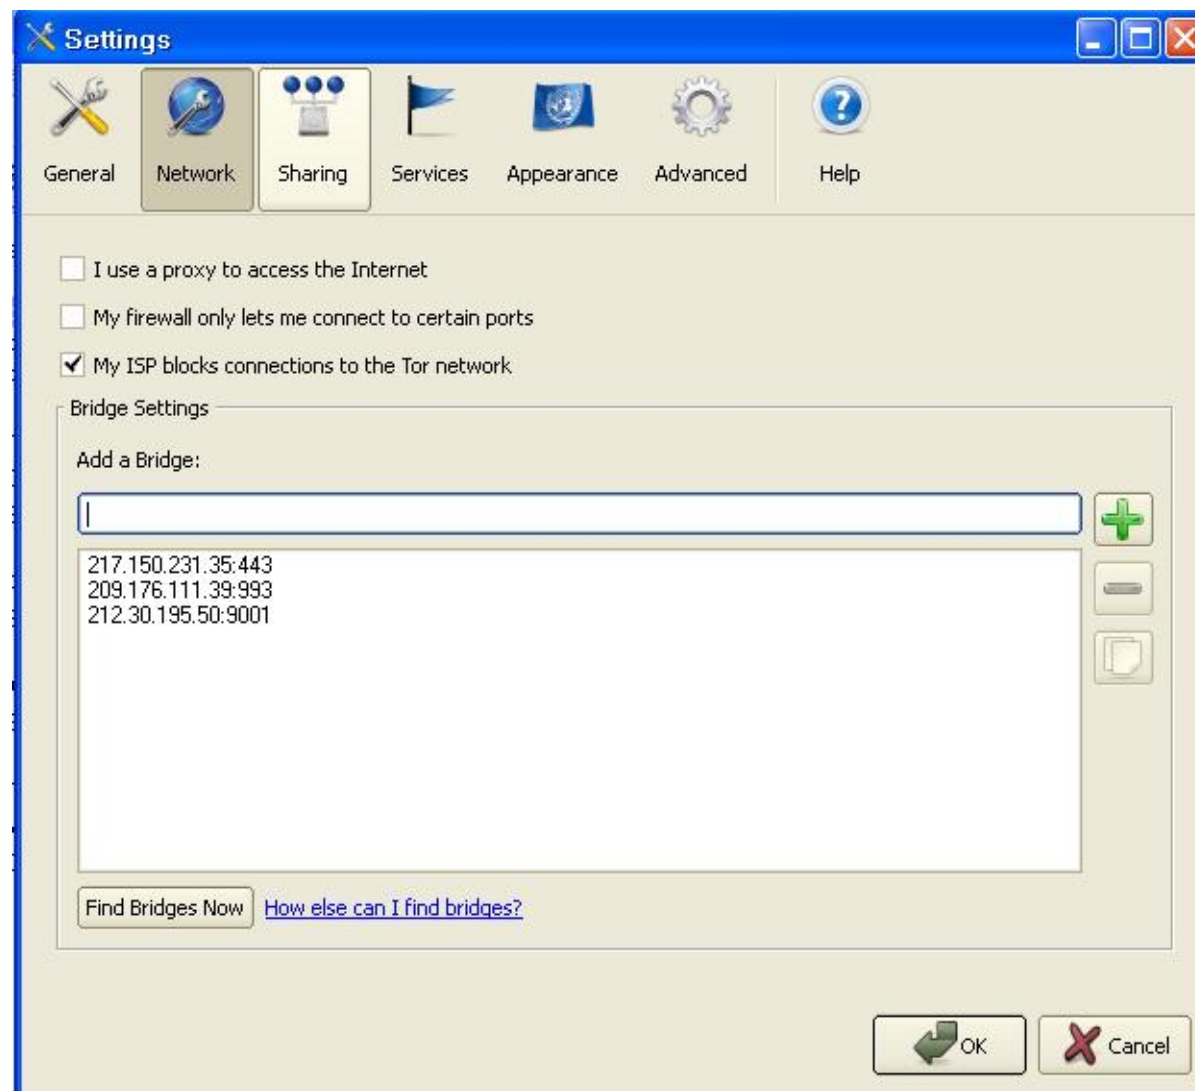 Settings
General Network Sharing Services Appearance Advanced Help
I use a proxy to access the Internet
My firewall only lets me connect to certain ports
My ISP blocks connections to the Tor network
Bridge Settings
Add a Bridge:
217.150.231.35:443
209.176.111.39:993
212.30.195.50:9001
Find Bridges Now How else can I find bridges?
OK Cancel